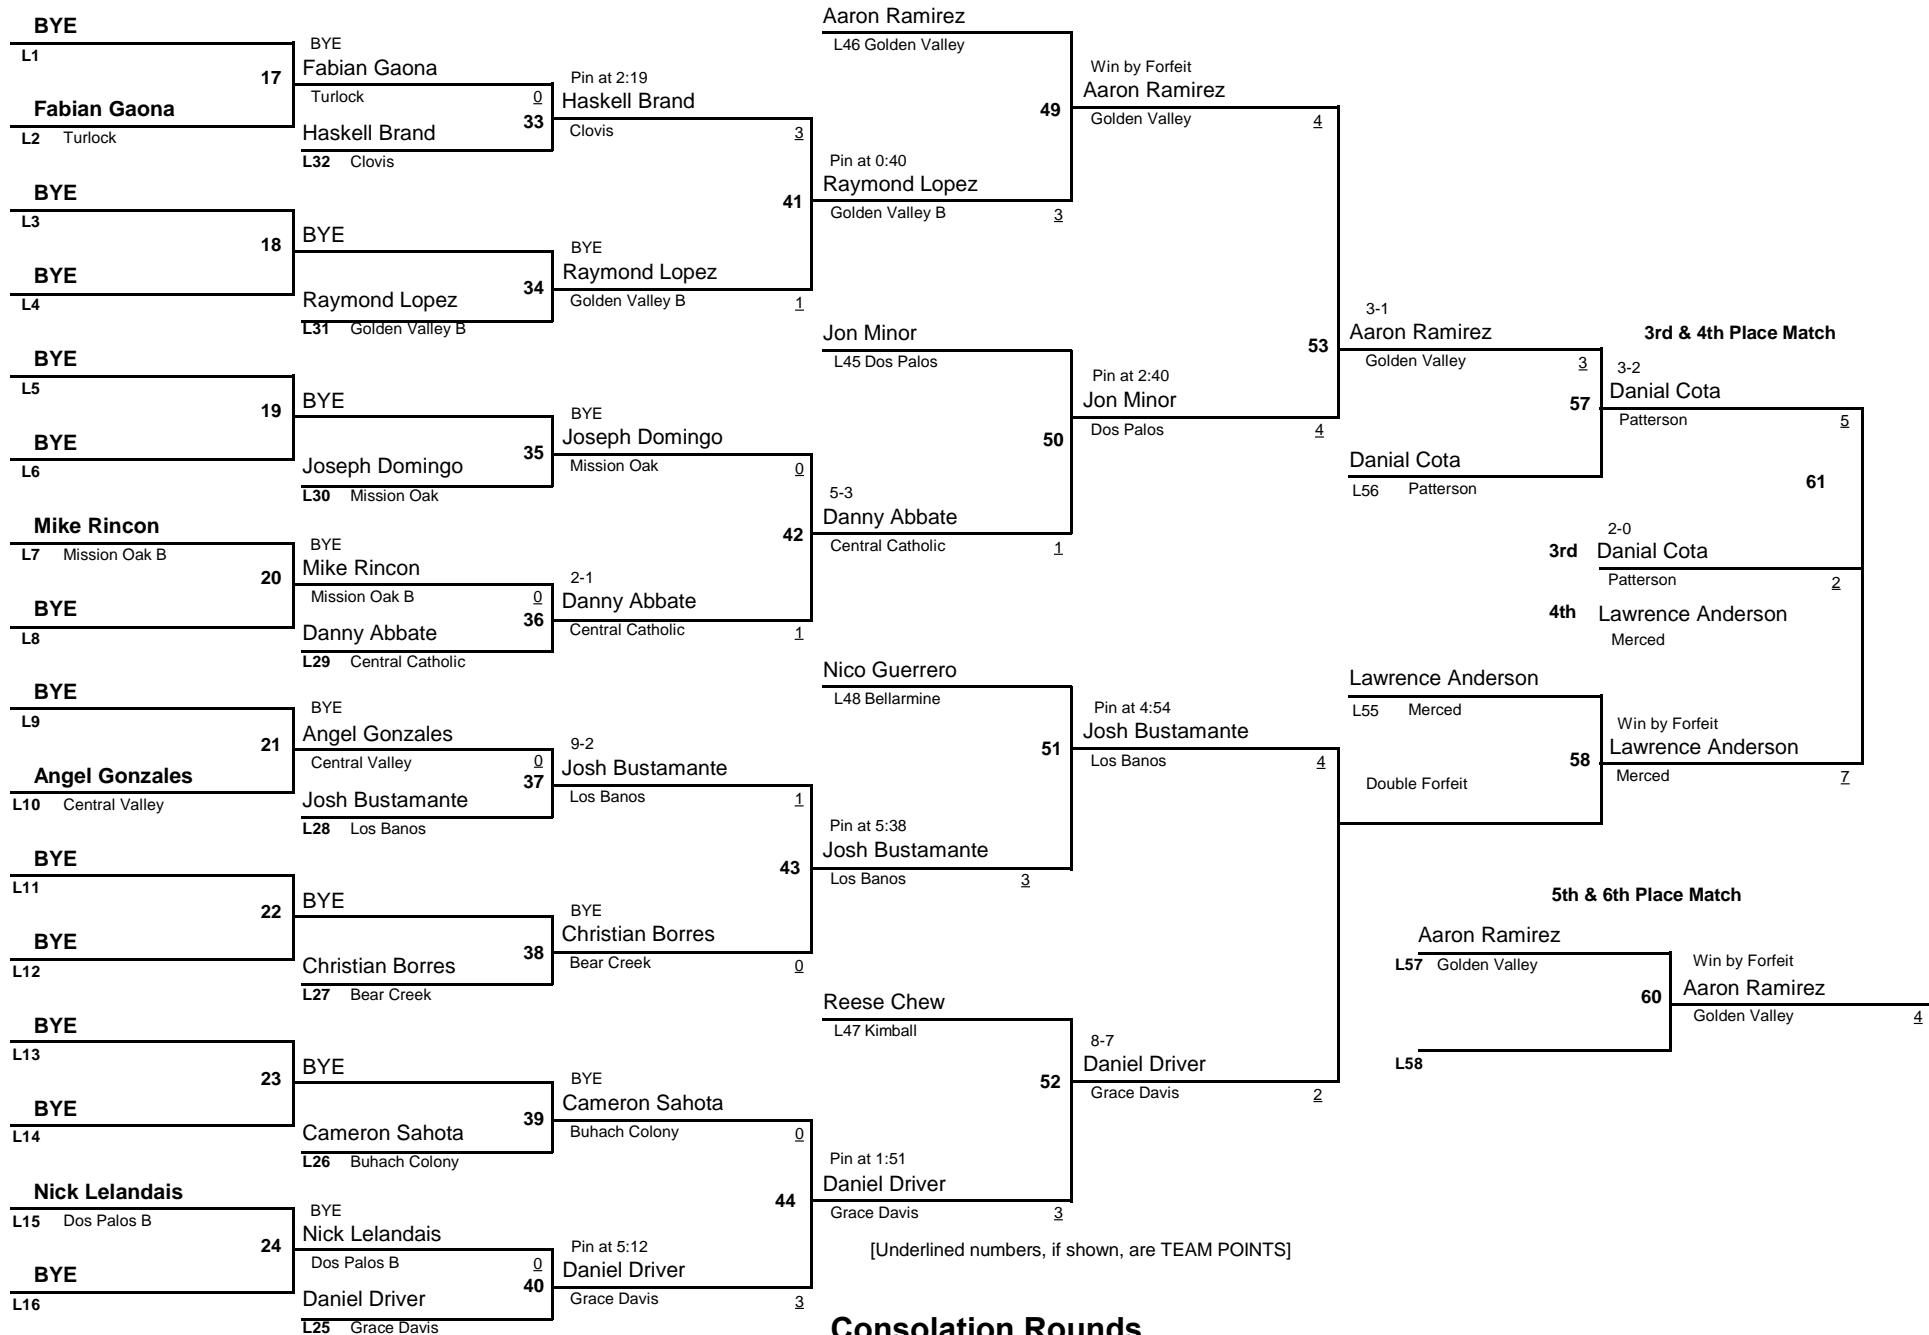 BYE
L1
17
Fabian Gaona
L2 Turlock
BYE
L3
18
BYE
L4
BYE
L5
19
BYE
L6
Mike Rincon
L7 Mission Oak B
20
BYE
L8
BYE
L9
21
Angel Gonzales
L10 Central Valley
BYE
L11
22
BYE
L12
BYE
L13
23
BYE
L14
Nick Lelandais
L15 Dos Palos B
24
BYE
L16
BYE
Fabian Gaona
Turlock 0
33
Haskell Brand
L32 Clovis
BYE
34
Raymond Lopez
L31 Golden Valley B
BYE
35
Joseph Domingo
L30 Mission Oak
BYE
Mike Rincon
Mission Oak B 0
36
Danny Abbate
L29 Central Catholic
BYE
Angel Gonzales
Central Valley 0
37
Josh Bustamante
L28 Los Banos
BYE
38
Christian Borres
L27 Bear Creek
BYE
39
Cameron Sahota
L26 Buhach Colony
BYE
Nick Lelandais
Dos Palos B 0
40
Daniel Driver
L25 Grace Davis
Pin at 2:19
Haskell Brand
Clovis 3
41
BYE
Raymond Lopez
Golden Valley B 1
BYE
Joseph Domingo
Mission Oak 0
42
2-1
Danny Abbate
Central Catholic 1
9-2
Josh Bustamante
Los Banos 1
43
BYE
Christian Borres
Bear Creek 0
BYE
Cameron Sahota
Buhach Colony 0
44
Pin at 5:12
Daniel Driver
Grace Davis 3
Aaron Ramirez
L46 Golden Valley
49
Pin at 0:40
Raymond Lopez
Golden Valley B 3
Jon Minor
L45 Dos Palos
50
5-3
Danny Abbate
Central Catholic 1
Nico Guerrero
L48 Bellarmine
51
Pin at 5:38
Josh Bustamante
Los Banos 3
Reese Chew
L47 Kimball
52
Pin at 1:51
Daniel Driver
Grace Davis 3
Win by Forfeit
Aaron Ramirez
Golden Valley 4
53
Pin at 2:40
Jon Minor
Dos Palos 4
Pin at 4:54
Josh Bustamante
Los Banos 4
Double Forfeit
8-7
Daniel Driver
Grace Davis 2
3-1
Aaron Ramirez
Golden Valley 3
57
Danial Cota
L56 Patterson
Lawrence Anderson
L55 Merced
58
3rd & 4th Place Match
3-2
Danial Cota
Patterson 5
61
2-0
3rd Danial Cota
Patterson 2
4th Lawrence Anderson
Merced
Win by Forfeit
Lawrence Anderson
Merced 7
5th & 6th Place Match
Aaron Ramirez
L57 Golden Valley
60
L58
Win by Forfeit
Aaron Ramirez
Golden Valley 4
[Underlined numbers, if shown, are TEAM POINTS]
Consolation Rounds